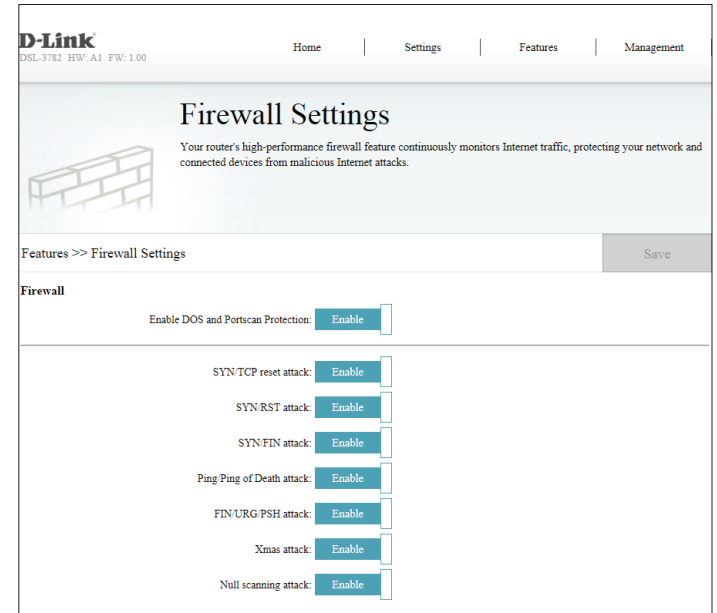 D-Link
DSL-3782 HW: A1 FW: 1.00
Home Settings Features Management
Firewall Settings
Your router's high-performance firewall feature continuously monitors Internet traffic, protecting your network and
connected devices from malicious Internet attacks.
Features >> Firewall Settings Save
Firewall
Enable DOS and Portscan Protection: Enable
SYN/TCP reset attack: Enable
SYN/RST attack: Enable
SYN/FIN attack: Enable
Ping/Ping of Death attack: Enable
FIN/URG/PSH attack: Enable
Xmas attack: Enable
Null scanning attack: Enable